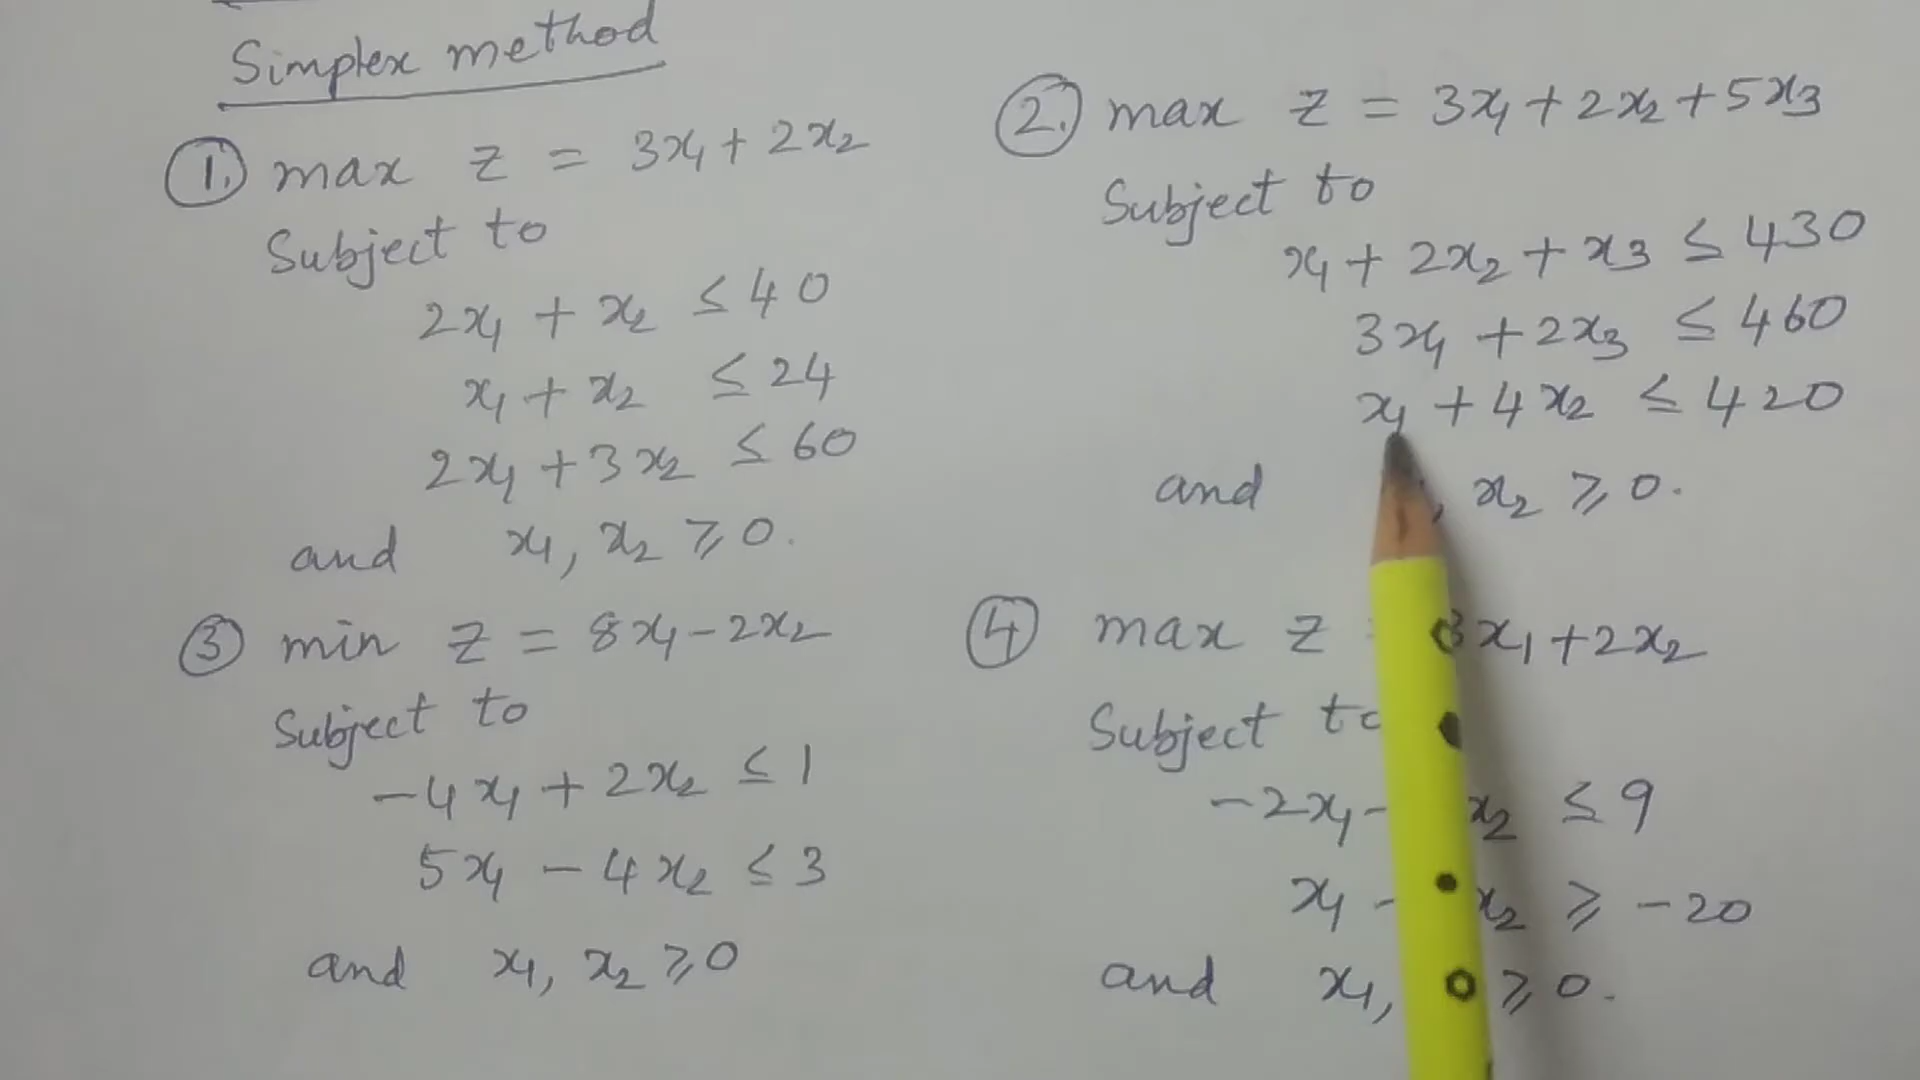 Simplex method
①. max z = 3x₁ + 2x₂
Subject to
2x₁ + x₂ ≤ 40
x₁ + x₂ ≤ 24
2x₁ + 3x₂ ≤ 60
and x₁, x₂ ≥ 0.
②. max z = 3x₁ + 2x₂ + 5x₃
Subject to
x₁ + 2x₂ + x₃ ≤ 430
3x₁ + 2x₃ ≤ 460
x₁ + 4x₂ ≤ 420
and , x₂ ≥ 0.
③ min z = 8x₁ - 2x₂
Subject to
-4x₁ + 2x₂ ≤ 1
5x₁ - 4x₂ ≤ 3
and x₁, x₂ ≥ 0
④ max z 3x₁ + 2x₂
Subject to
-2x₁ - x₂ ≤ 9
x₁ - x₂ ≥ -20
and x₁, ≥ 0.